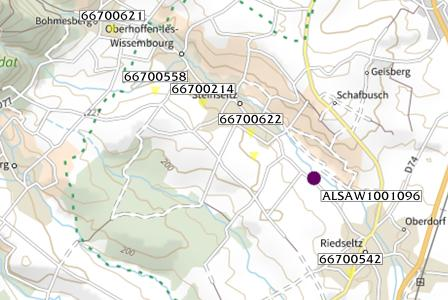 66700621
Bohmesberg
Oberhoffen-lès-
Wissembourg
66700558
66700214
Steinseltz
66700622
Geisberg
Schafbusch
D71
227
200
D74
ALSAW1001096
Oberdorf
200
Riedseltz
66700542